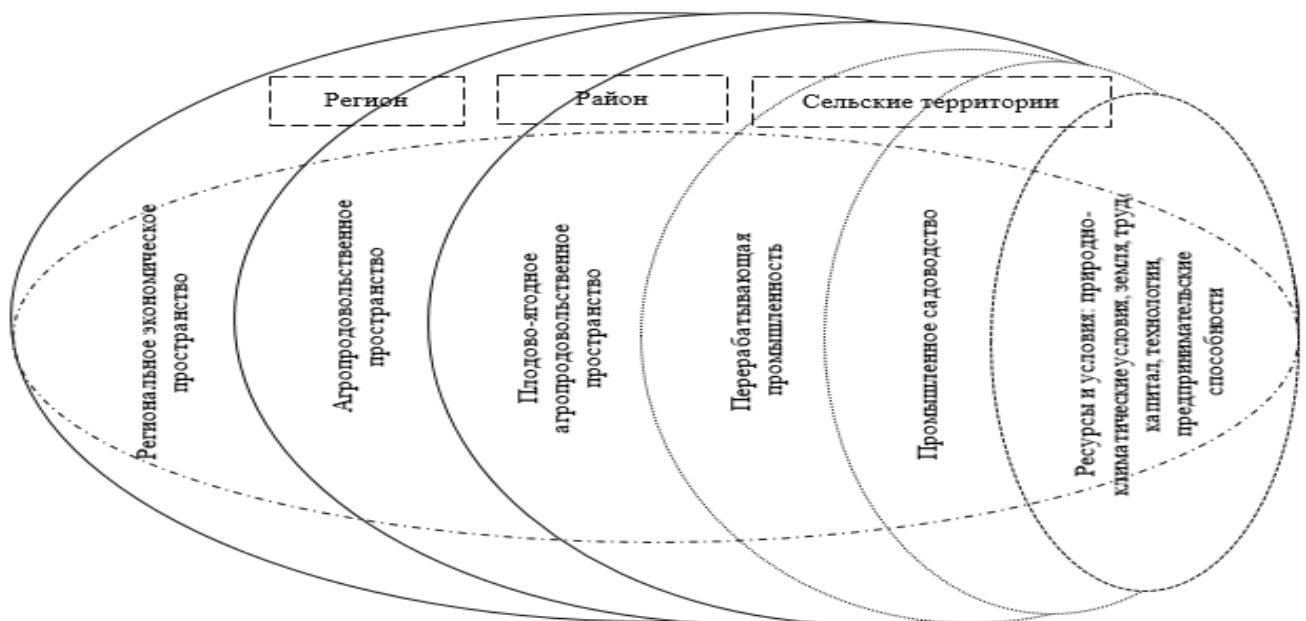 Регион
Район
Сельские территории
Региональное экономическое
пространство
Агропродовольственное
пространство
Плодово-ягодное
агропродовольственное
пространство
Перерабатывающая
промышленность
Промышленное садоводство
Ресурсы и условия: природно-
климатические условия, земля, труд,
капитал, технологии,
предпринимательские
способности